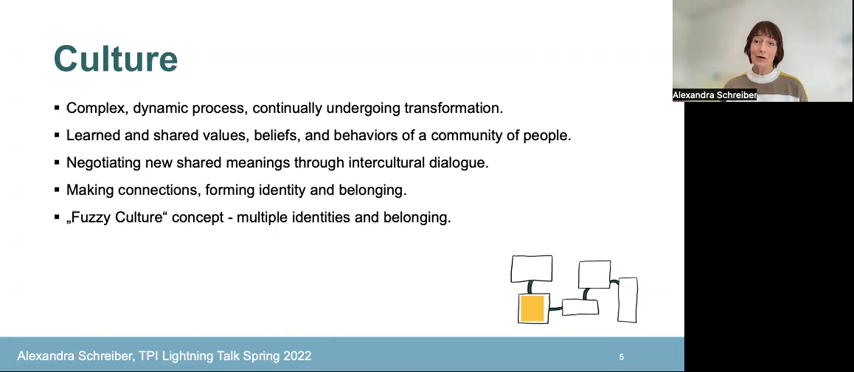 Culture
▪ Complex, dynamic process, continually undergoing transformation.
▪ Learned and shared values, beliefs, and behaviors of a community of people.
▪ Negotiating new shared meanings through intercultural dialogue.
▪ Making connections, forming identity and belonging.
▪ „Fuzzy Culture“ concept - multiple identities and belonging.
Alexandra Schreiber, TPI Lightning Talk Spring 2022
5
Alexandra Schreiber